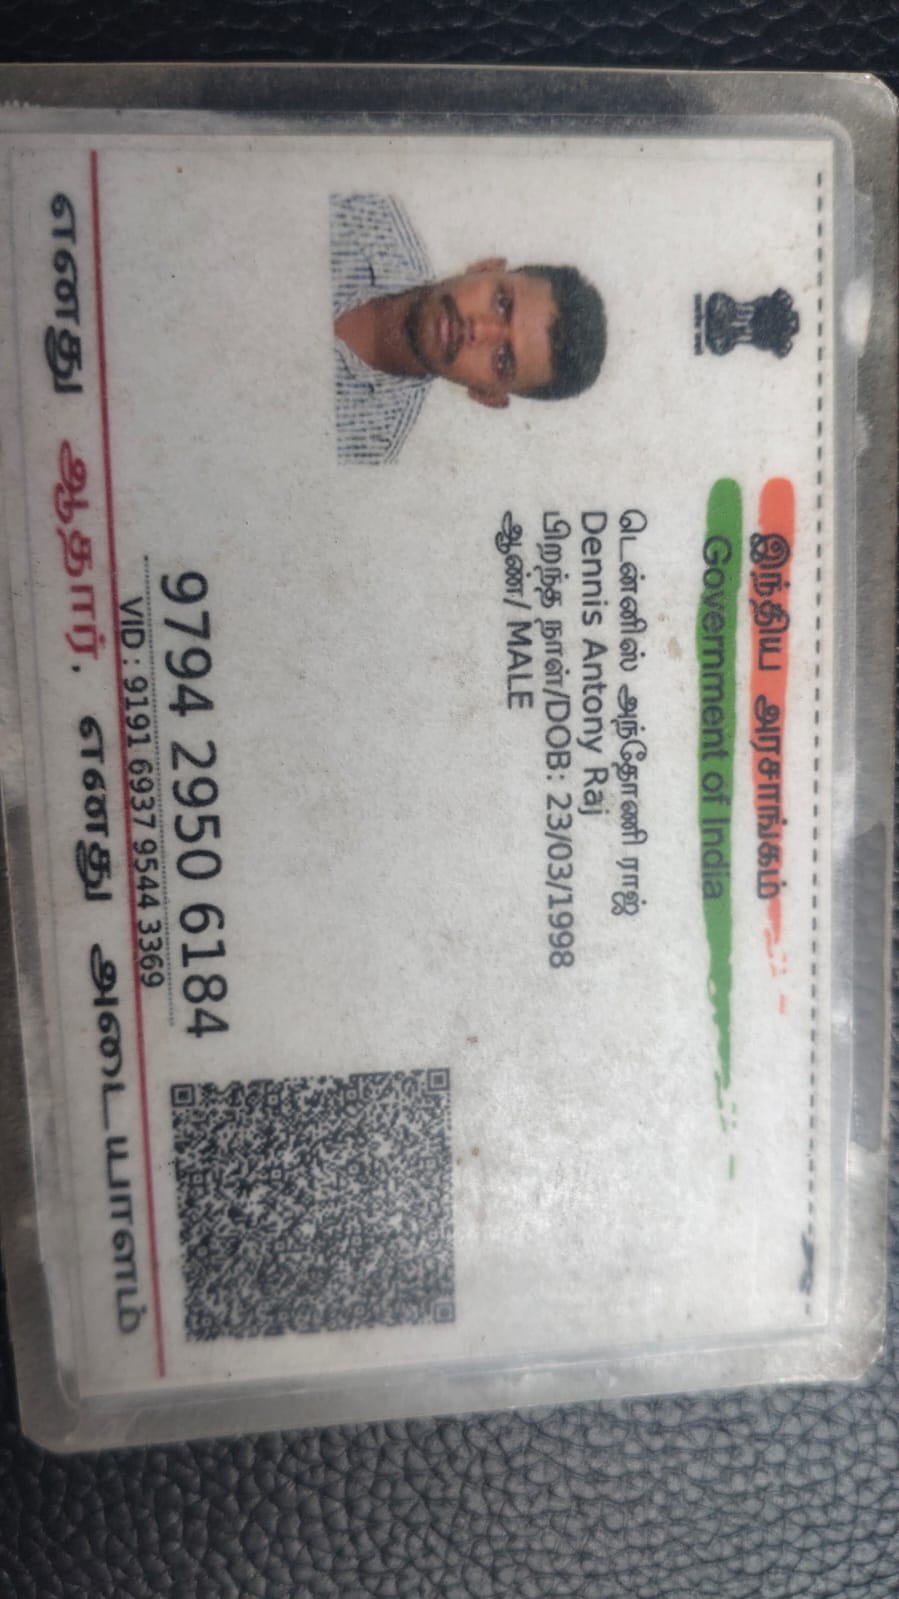 இந்திய அரசாங்கம்
Government of India
டென்னிஸ் அந்தோணி ராஜ்
Dennis Antony Raj
பிறந்த நாள்/DOB: 23/03/1998
ஆண்/ MALE
9794 2950 6184
VID : 9191 6937 9544 3369
எனது ஆதார், எனது அடையாளம்